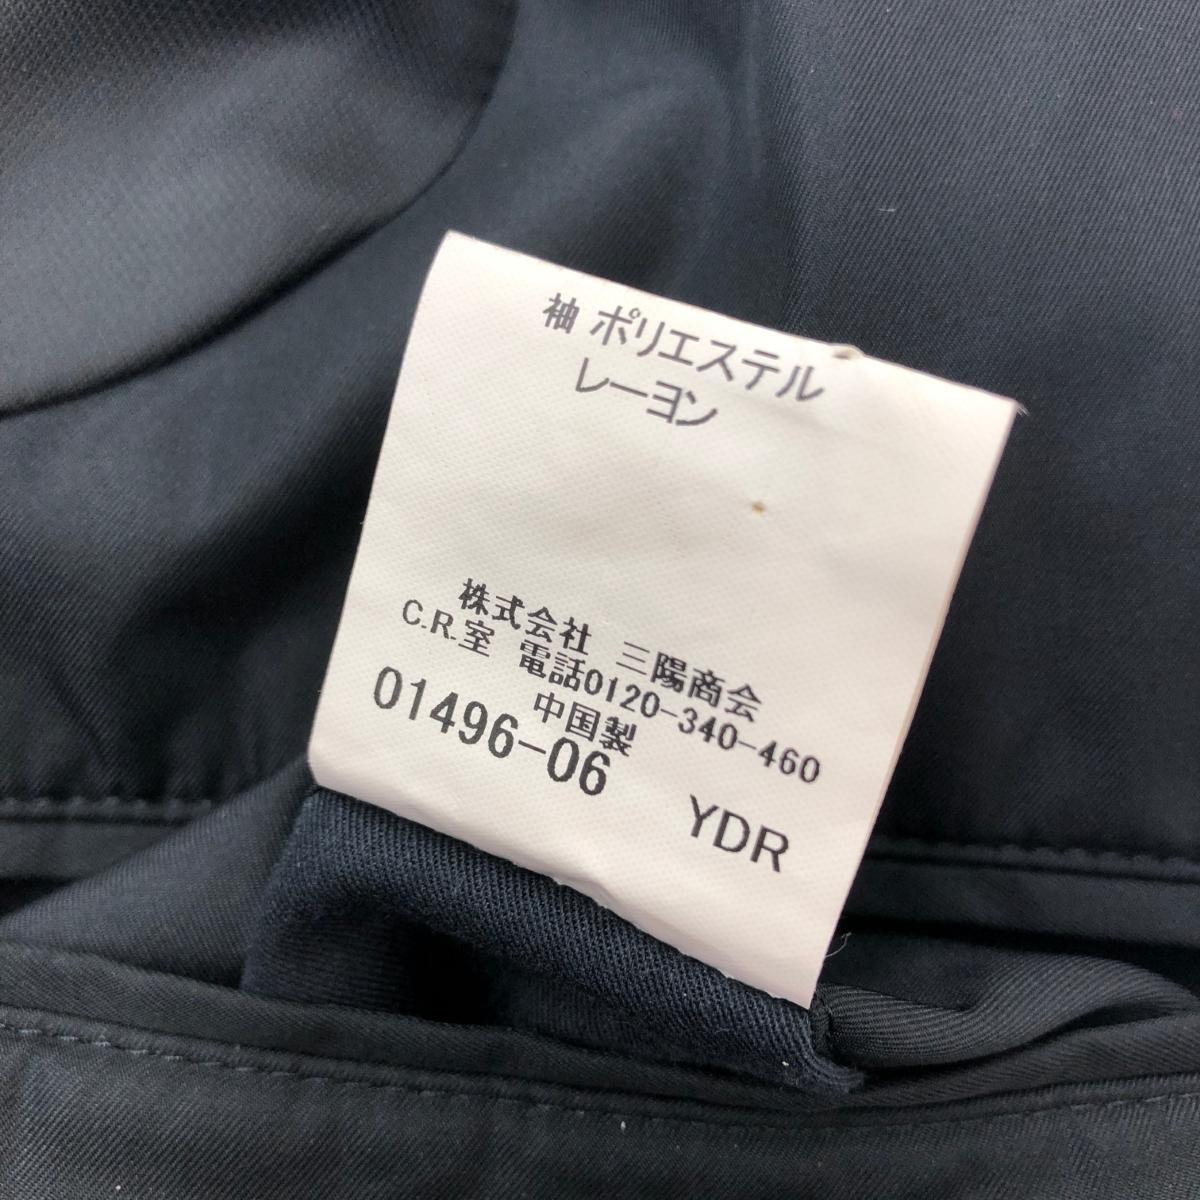 袖 ポリエステル
レーヨン
株式会社 三陽商会
C.R.室 電話0120-340-460
中国製
01496-06 YDR